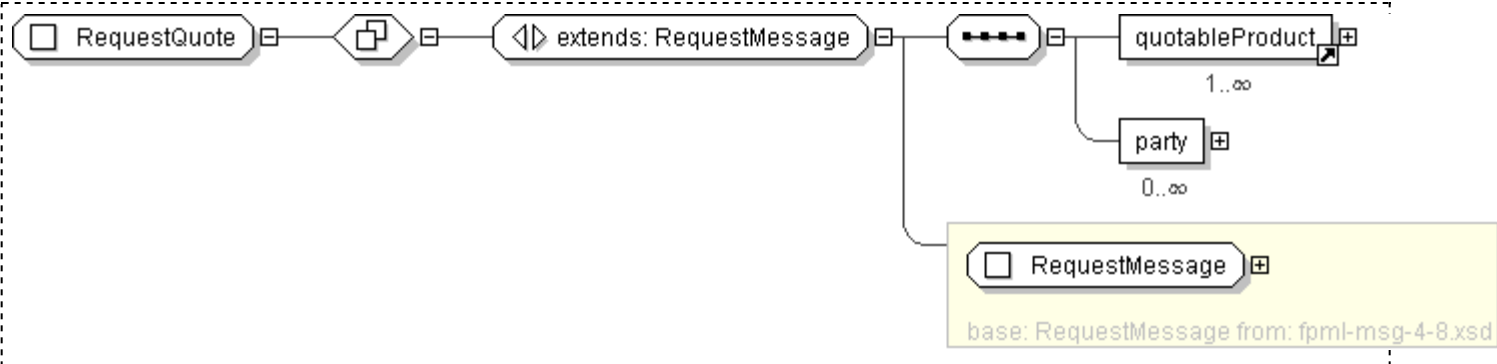 RequestQuote
extends: RequestMessage
quotableProduct
1..∞
party
0..∞
RequestMessage
base: RequestMessage from: fpml-msg-4-8.xsd